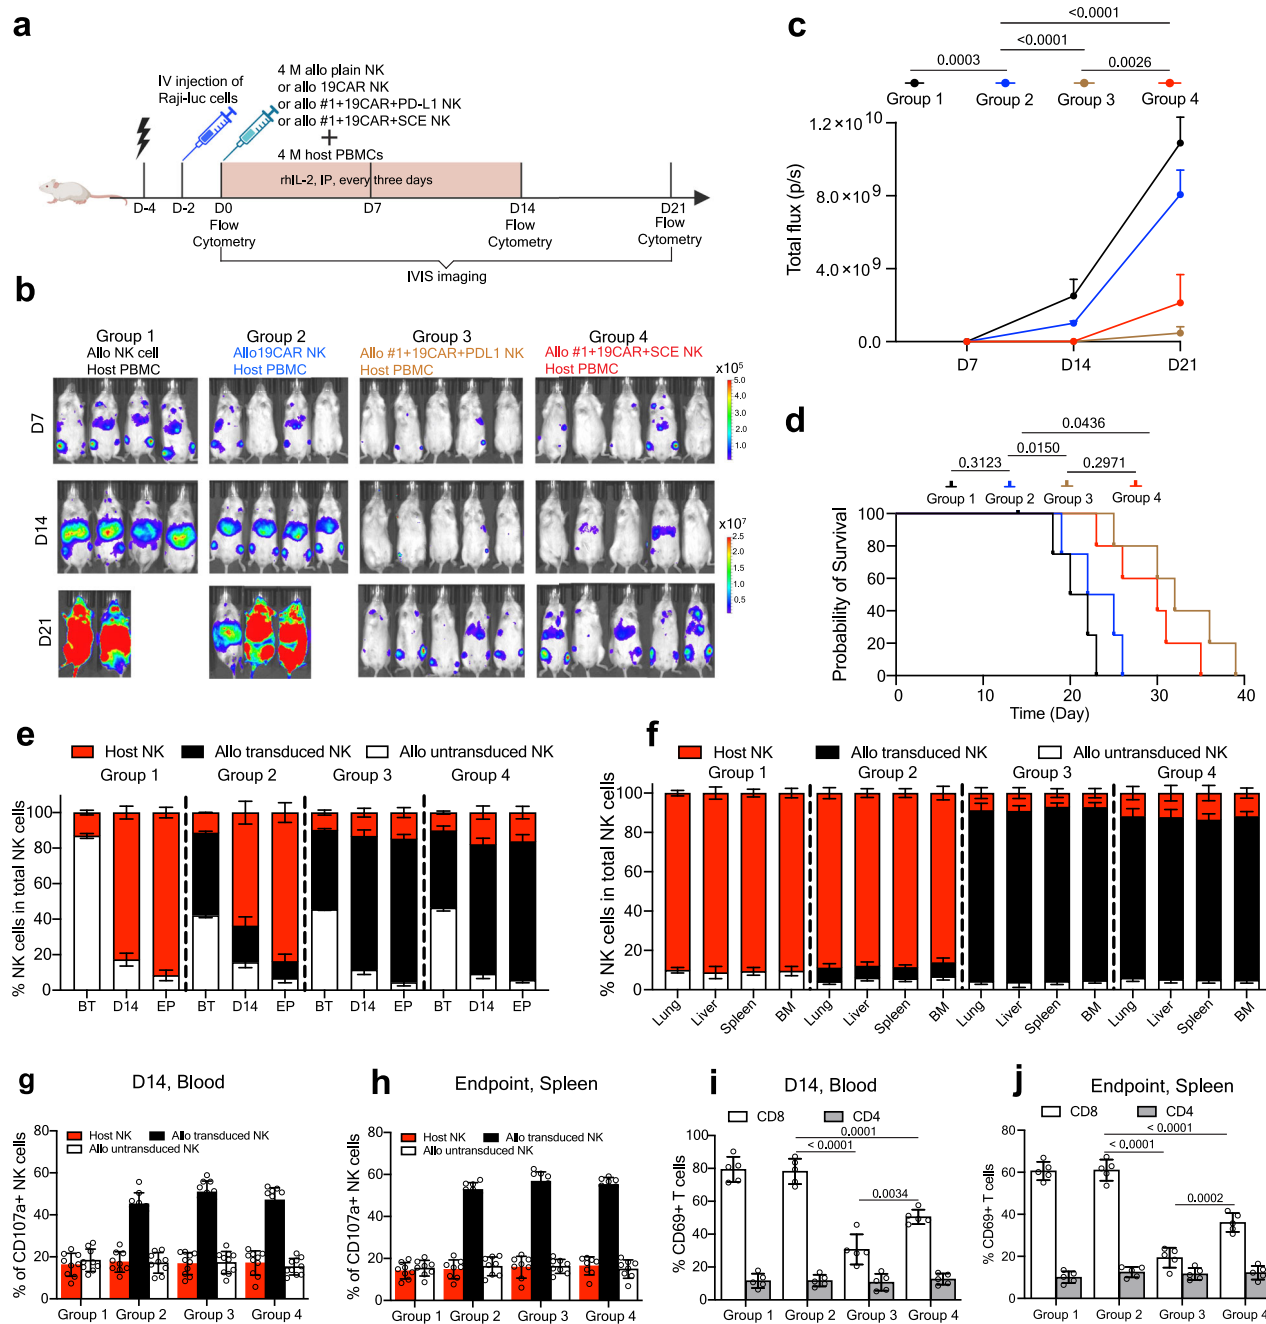 a
IV injection of
Raji-luc cells
4 M allo plain NK
or allo 19CAR NK
or allo #1+19CAR+PD-L1 NK
or allo #1+19CAR+SCE NK
+
4 M host PBMCs
rhIL-2, IP, every three days
D-4 D-2 D0 D7 D14 D21
Flow Cytometry
Flow Cytometry
Flow Cytometry
IVIS imaging
b
Group 1
Allo NK cell
Host PBMC
Group 2
Allo19CAR NK
Host PBMC
Group 3
Allo #1+19CAR+PDL1 NK
Host PBMC
Group 4
Allo #1+19CAR+SCE NK
Host PBMC
D7
D14
D21
x10⁵
5.0
4.0
3.0
2.0
1.0
x10⁷
2.5
2.0
1.5
1.0
0.5
c
<0.0001
<0.0001
0.0003 0.0026
Group 1 Group 2 Group 3 Group 4
Total flux (p/s)
1.2×10¹⁰
8.0×10⁹
4.0×10⁹
0.0
D7 D14 D21
d
0.0436
0.0150
0.3123 0.2971
Group 1 Group 2 Group 3 Group 4
Probability of Survival
100
80
60
40
20
0
0 10 20 30 40
Time (Day)
e
Host NK Allo transduced NK Allo untransduced NK
Group 1 Group 2 Group 3 Group 4
% NK cells in total NK cells
100
80
60
40
20
0
BT D14 EP BT D14 EP BT D14 EP BT D14 EP
f
Host NK Allo transduced NK Allo untransduced NK
Group 1 Group 2 Group 3 Group 4
% NK cells in total NK cells
100
80
60
40
20
0
Lung Liver Spleen BM Lung Liver Spleen BM Lung Liver Spleen BM Lung Liver Spleen BM
g
D14, Blood
Host NK Allo transduced NK
Allo untransduced NK
% of CD107a+ NK cells
80
60
40
20
0
Group 1 Group 2 Group 3 Group 4
h
Endpoint, Spleen
Host NK Allo transduced NK
Allo untransduced NK
% of CD107a+ NK cells
80
60
40
20
0
Group 1 Group 2 Group 3 Group 4
i
D14, Blood
CD8 CD4
0.0001
< 0.0001
0.0034
% CD69+ T cells
100
80
60
40
20
0
Group 1 Group 2 Group 3 Group 4
j
Endpoint, Spleen
CD8 CD4
< 0.0001
< 0.0001
0.0002
% CD69+ T cells
80
60
40
20
0
Group 1 Group 2 Group 3 Group 4